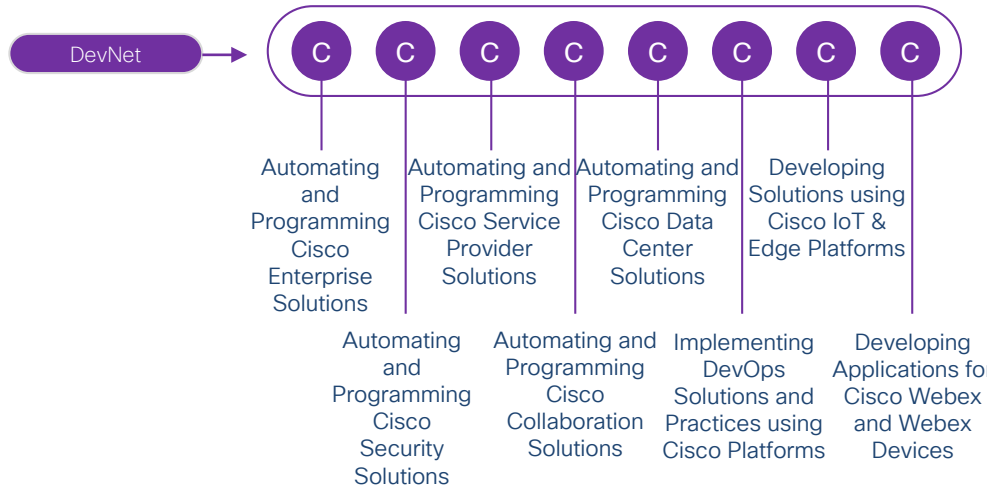 DevNet
C C C C C C C C
Automating
and
Programming
Cisco
Enterprise
Solutions
Automating and
Programming
Cisco Service
Provider
Solutions
Automating and
Programming
Cisco Data
Center
Solutions
Developing
Solutions using
Cisco IoT &
Edge Platforms
Automating
and
Programming
Cisco
Security
Solutions
Automating and
Programming
Cisco
Collaboration
Solutions
Implementing
DevOps
Solutions and
Practices using
Cisco Platforms
Developing
Applications for
Cisco Webex
and Webex
Devices